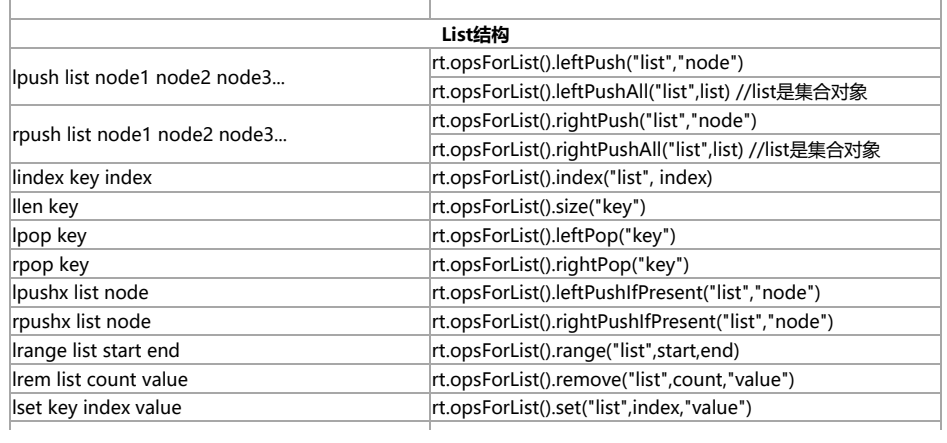 List结构
lpush list node1 node2 node3...
rt.opsForList().leftPush("list","node")
rt.opsForList().leftPushAll("list",list) //list是集合对象
rpush list node1 node2 node3...
rt.opsForList().rightPush("list","node")
rt.opsForList().rightPushAll("list",list) //list是集合对象
lindex key index
rt.opsForList().index("list", index)
llen key
rt.opsForList().size("key")
lpop key
rt.opsForList().leftPop("key")
rpop key
rt.opsForList().rightPop("key")
lpushx list node
rt.opsForList().leftPushIfPresent("list","node")
rpushx list node
rt.opsForList().rightPushIfPresent("list","node")
lrange list start end
rt.opsForList().range("list",start,end)
lrem list count value
rt.opsForList().remove("list",count,"value")
lset key index value
rt.opsForList().set("list",index,"value")